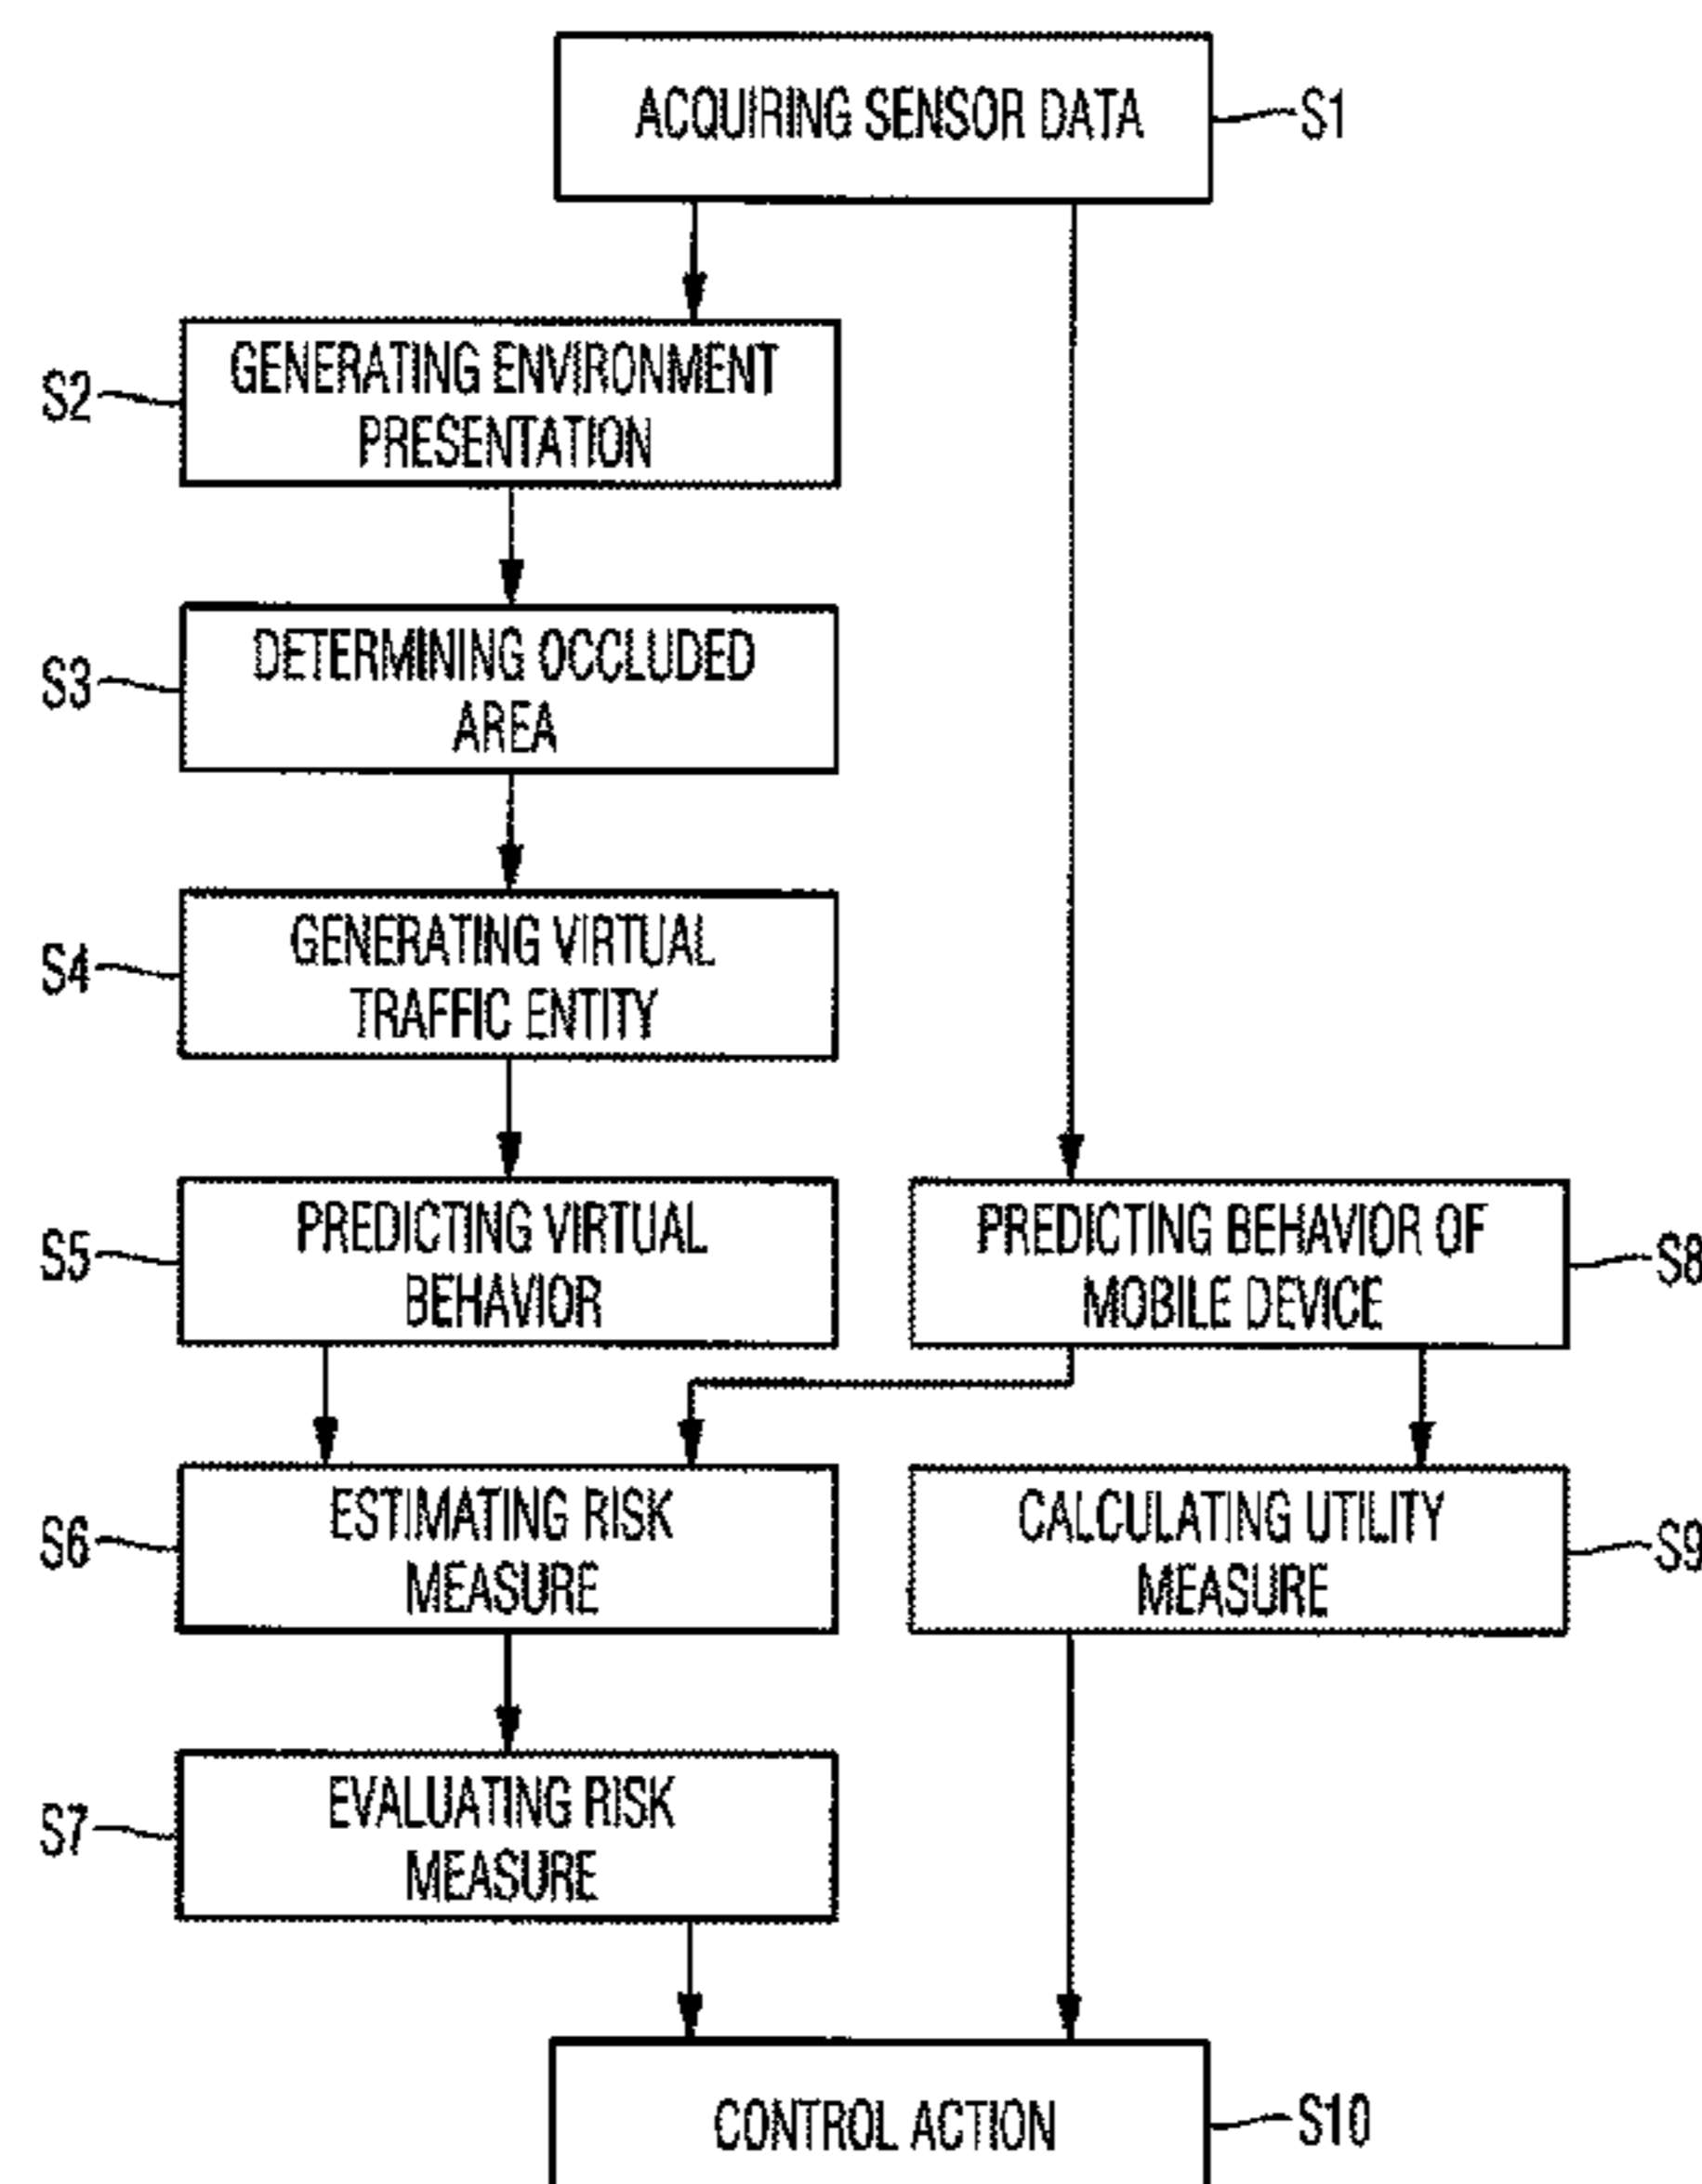 ACQUIRING SENSOR DATA
S1
S2
GENERATING ENVIRONMENT
PRESENTATION
S3
DETERMINING OCCLUDED
AREA
S4
GENERATING VIRTUAL
TRAFFIC ENTITY
S5
PREDICTING VIRTUAL
BEHAVIOR
PREDICTING BEHAVIOR OF
MOBILE DEVICE
S8
S6
ESTIMATING RISK
MEASURE
CALCULATING UTILITY
MEASURE
S9
S7
EVALUATING RISK
MEASURE
CONTROL ACTION
S10